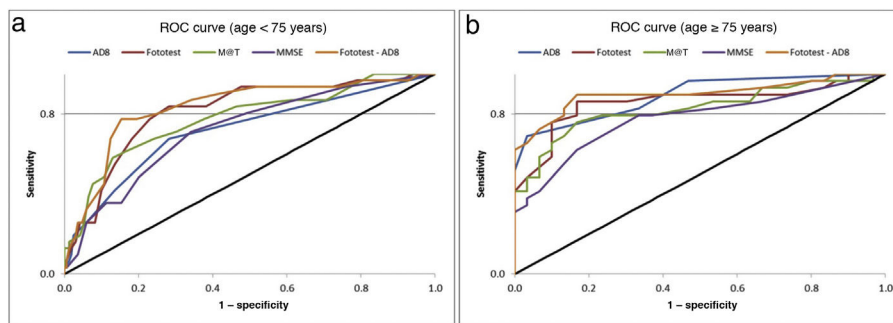 a
ROC curve (age < 75 years)
AD8 Fototest M@T MMSE Fototest - AD8
0.8
0.0
Sensitivity
0.0 0.2 0.4 0.6 0.8 1.0
1 – specificity
b
ROC curve (age ≥ 75 years)
AD8 Fototest M@T MMSE Fototest - AD8
0.8
0.0
Sensitivity
0.0 0.2 0.4 0.6 0.8 1.0
1 – specificity